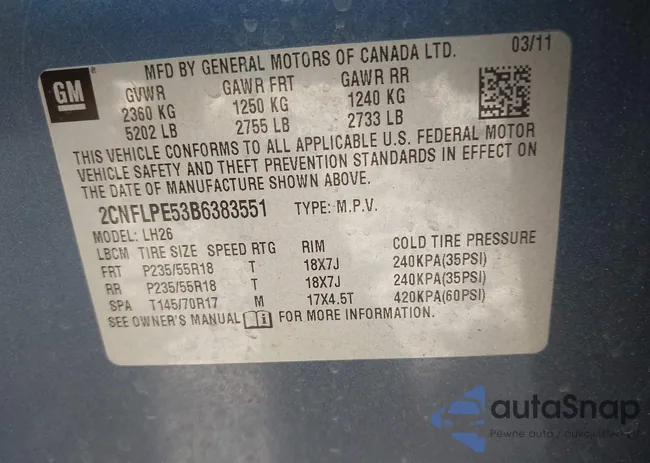 GM
MFD BY GENERAL MOTORS OF CANADA LTD. 03/11
GVWR GAWR FRT GAWR RR
2360 KG 1250 KG 1240 KG
5202 LB 2755 LB 2733 LB
THIS VEHICLE CONFORMS TO ALL APPLICABLE U.S. FEDERAL MOTOR
VEHICLE SAFETY AND THEFT PREVENTION STANDARDS IN EFFECT ON
THE DATE OF MANUFACTURE SHOWN ABOVE.
2CNFLPE53B6383551 TYPE: M.P.V.
MODEL: LH26
LBCM TIRE SIZE SPEED RTG RIM COLD TIRE PRESSURE
FRT P235/55R18 T 18X7J 240KPA(35PSI)
RR P235/55R18 T 18X7J 240KPA(35PSI)
SPA T145/70R17 M 17X4.5T 420KPA(60PSI)
SEE OWNER'S MANUAL FOR MORE INFORMATION.
autaSnap
Pewne auta / aukcji